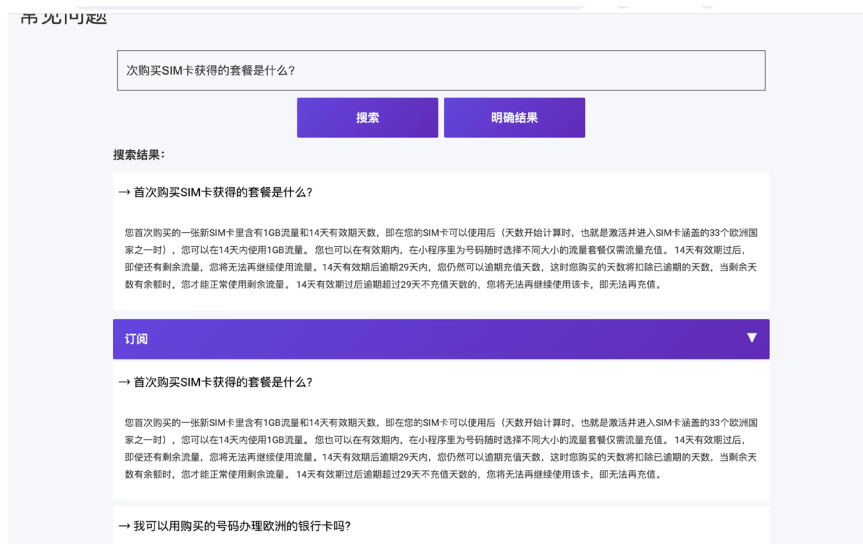 常见问题
次购买SIM卡获得的套餐是什么?
搜索
明确结果
搜索结果：
→ 首次购买SIM卡获得的套餐是什么?
您首次购买的一张新SIM卡里含有1GB流量和14天有效期天数，即在您的SIM卡可以使用后（天数开始计算时，也就是激活并进入SIM卡涵盖的33个欧洲国
家之一时），您可以在14天内使用1GB流量。 您也可以在有效期内，在小程序里为号码随时选择不同大小的流量套餐仅需流量充值。 14天有效期过后，
即使还有剩余流量，您将无法再继续使用流量。14天有效期后逾期29天内，您仍然可以逾期充值天数，这时您购买的天数将扣除已逾期的天数，当剩余天
数有余额时，您才能正常使用剩余流量。 14天有效期过后逾期超过29天不充值天数的，您将无法再继续使用该卡，即无法再充值。
订阅 ▼
→ 首次购买SIM卡获得的套餐是什么?
您首次购买的一张新SIM卡里含有1GB流量和14天有效期天数，即在您的SIM卡可以使用后（天数开始计算时，也就是激活并进入SIM卡涵盖的33个欧洲国
家之一时），您可以在14天内使用1GB流量。 您也可以在有效期内，在小程序里为号码随时选择不同大小的流量套餐仅需流量充值。 14天有效期过后，
即使还有剩余流量，您将无法再继续使用流量。14天有效期后逾期29天内，您仍然可以逾期充值天数，这时您购买的天数将扣除已逾期的天数，当剩余天
数有余额时，您才能正常使用剩余流量。 14天有效期过后逾期超过29天不充值天数的，您将无法再继续使用该卡，即无法再充值。
→ 我可以用购买的号码办理欧洲的银行卡吗?